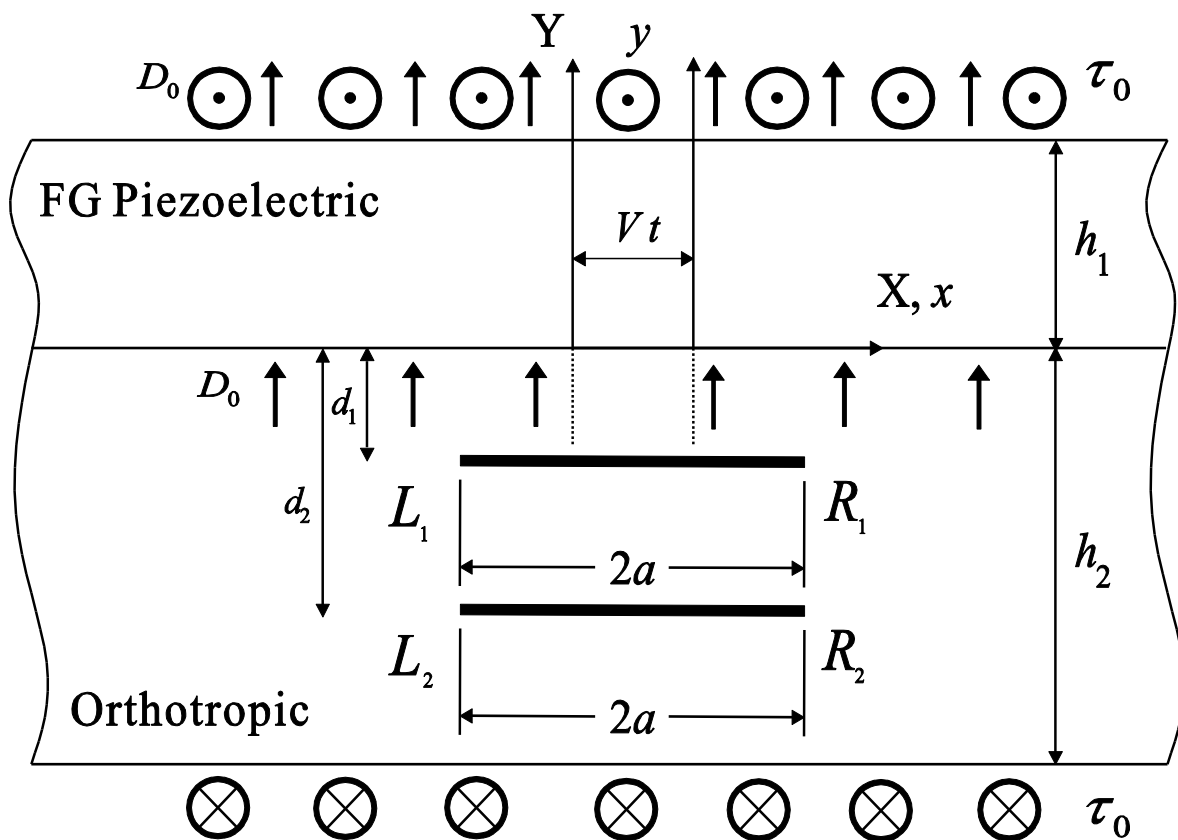 Y y
D₀ τ₀
FG Piezoelectric
V t
h₁
X, x
D₀
d₁
d₂
L₁ R₁
2a
h₂
L₂ R₂
Orthotropic
2a
τ₀